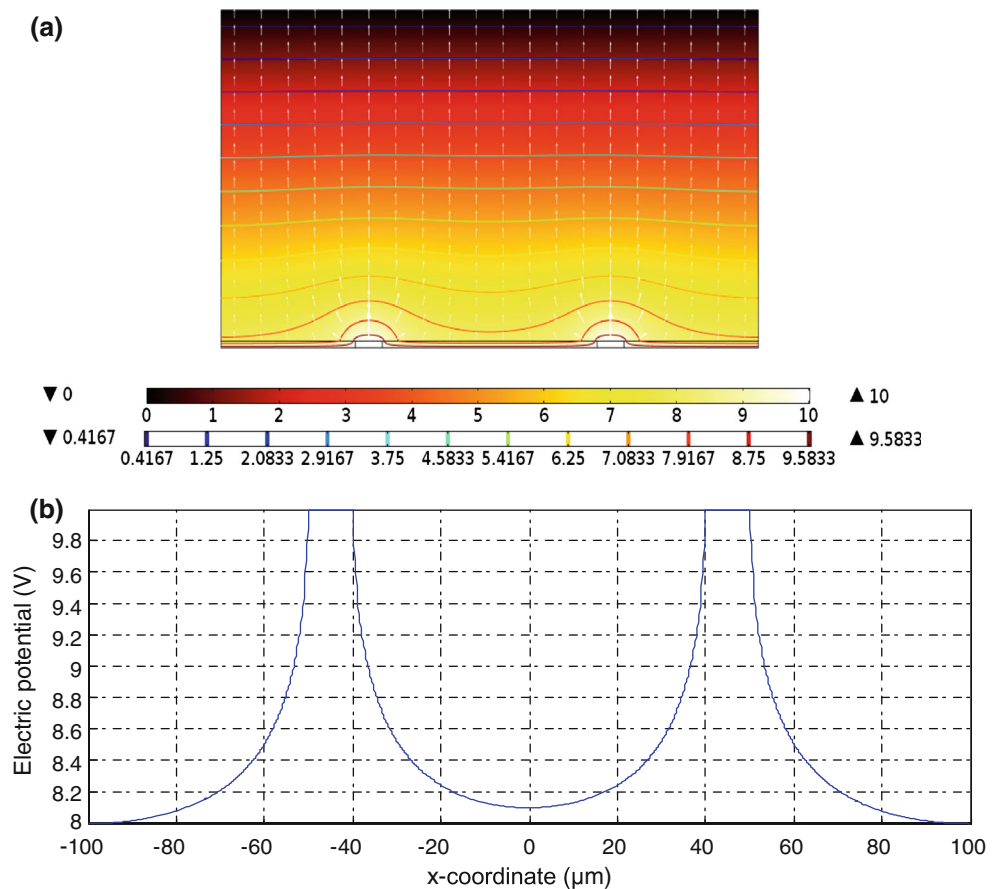 (a)
▼ 0
▲ 10
0 1 2 3 4 5 6 7 8 9 10
▼ 0.4167
▲ 9.5833
0.4167 1.25 2.0833 2.9167 3.75 4.5833 5.4167 6.25 7.0833 7.9167 8.75 9.5833
(b)
Electric potential (V)
9.8
9.6
9.4
9.2
9
8.8
8.6
8.4
8.2
8
-100 -80 -60 -40 -20 0 20 40 60 80 100
x-coordinate (µm)